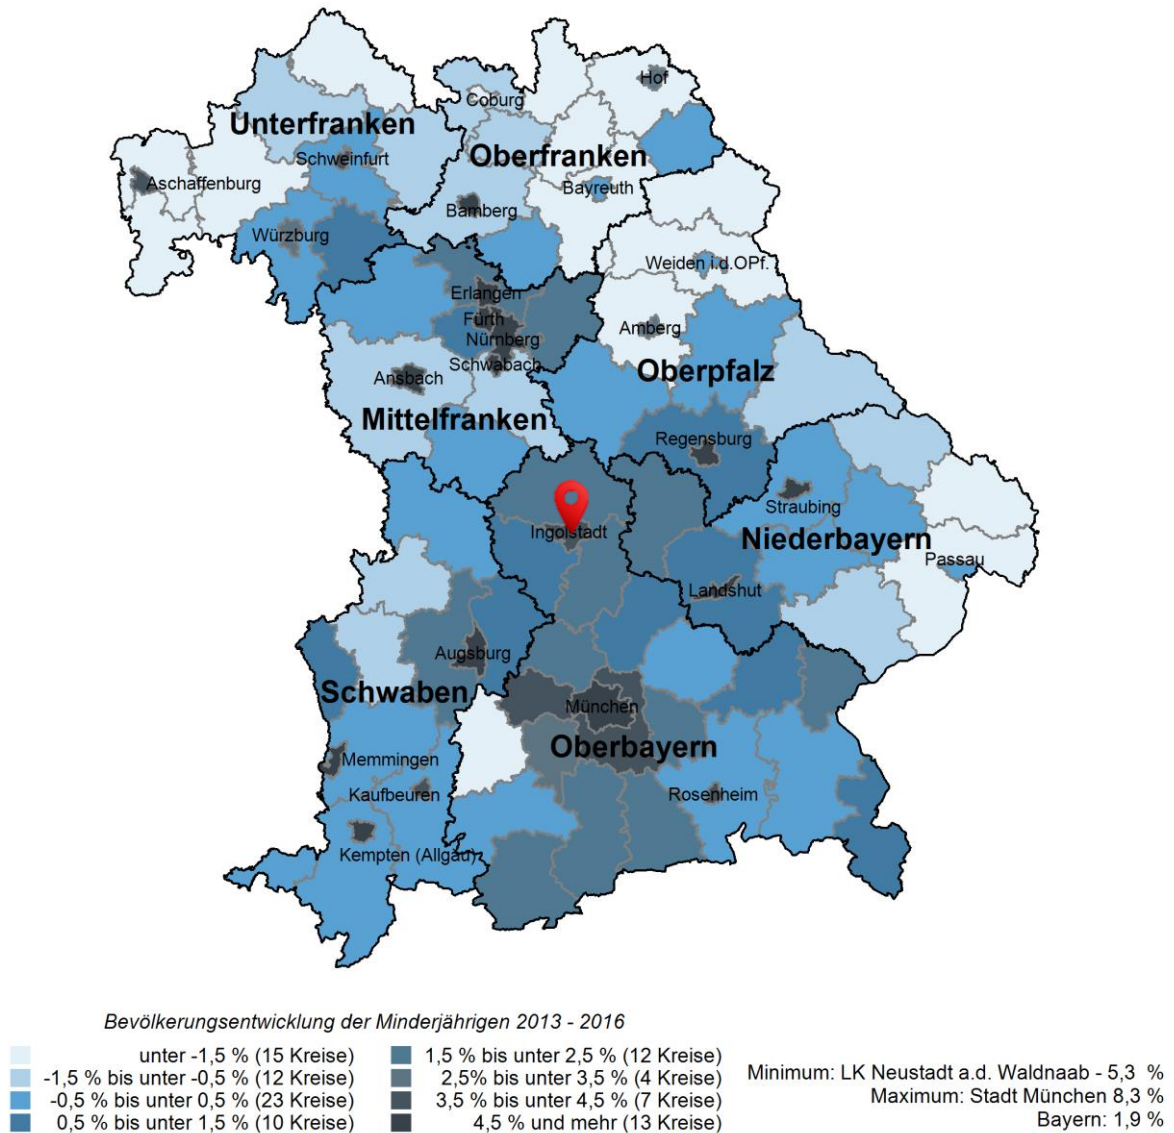 Hof
Coburg
Unterfranken
Oberfranken
Schweinfurt
Aschaffenburg
Bayreuth
Bamberg
Würzburg
Weiden i.d.OPf.
Erlangen
Fürth
Amberg
Nürnberg
Schwabach
Oberpfalz
Ansbach
Mittelfranken
Regensburg
Straubing
Ingolstadt
Niederbayern
Passau
Landshut
Augsburg
Schwaben
München
Oberbayern
Memmingen
Kaufbeuren
Rosenheim
Kempten (Allgäu)
Bevölkerungsentwicklung der Minderjährigen 2013 - 2016
unter -1,5 % (15 Kreise)
-1,5 % bis unter -0,5 % (12 Kreise)
-0,5 % bis unter 0,5 % (23 Kreise)
0,5 % bis unter 1,5 % (10 Kreise)
1,5 % bis unter 2,5 % (12 Kreise)
2,5% bis unter 3,5 % (4 Kreise)
3,5 % bis unter 4,5 % (7 Kreise)
4,5 % und mehr (13 Kreise)
Minimum: LK Neustadt a.d. Waldnaab - 5,3 %
Maximum: Stadt München 8,3 %
Bayern: 1,9 %